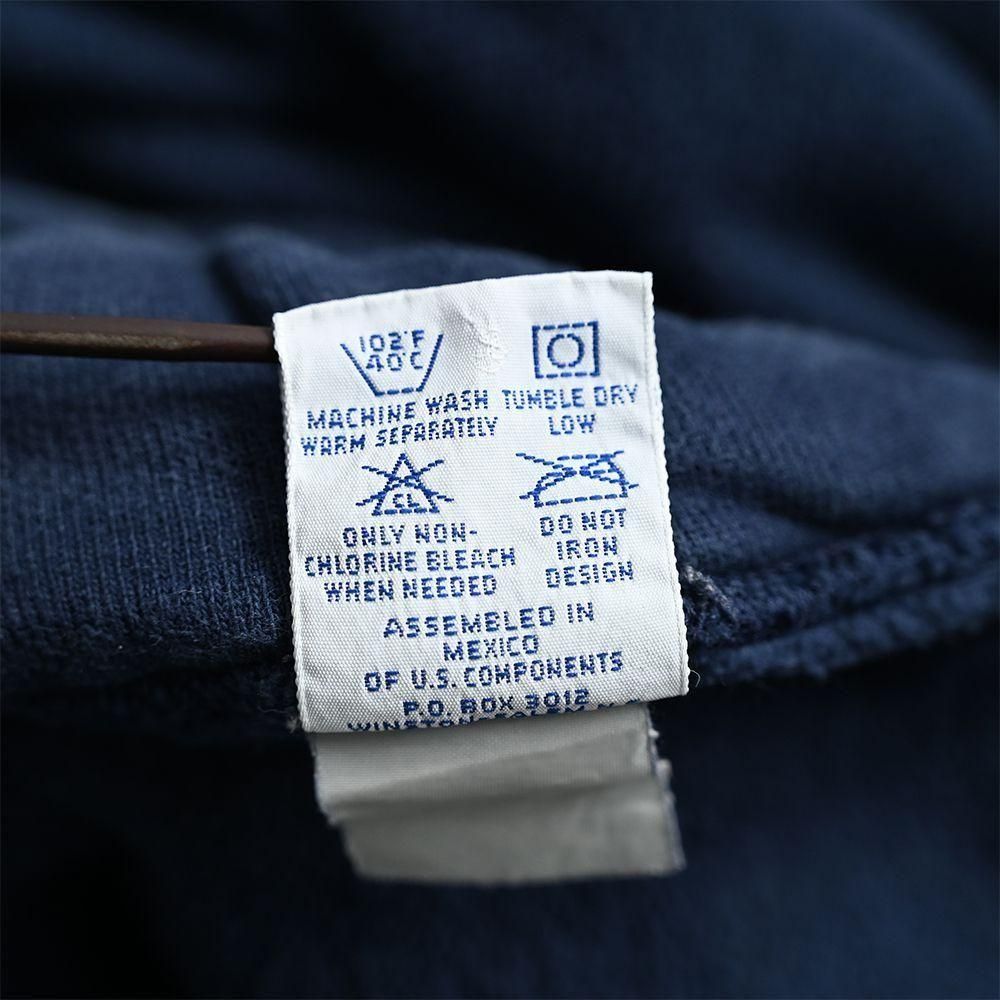 102°F
40°C
MACHINE WASH
WARM SEPARATELY
TUMBLE DRY
LOW
CL
ONLY NON-
CHLORINE BLEACH
WHEN NEEDED
DO NOT
IRON
DESIGN
ASSEMBLED IN
MEXICO
OF U.S. COMPONENTS
P.O. BOX 3012